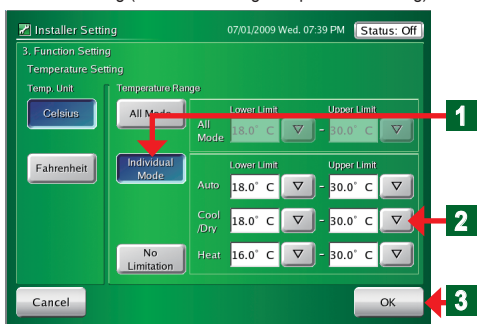 Installer Setting 07/01/2009 Wed. 07:39 PM Status: Off
3. Function Setting
Temperature Setting
Temp. Unit Temperature Range
Celsius All Mode Lower Limit Upper Limit
All Mode 18.0° C - 30.0° C
1
Fahrenheit Individual Mode Lower Limit Upper Limit
Auto 18.0° C - 30.0° C
Cool /Dry 18.0° C - 30.0° C
2
No Limitation Heat 16.0° C - 30.0° C
Cancel OK
3